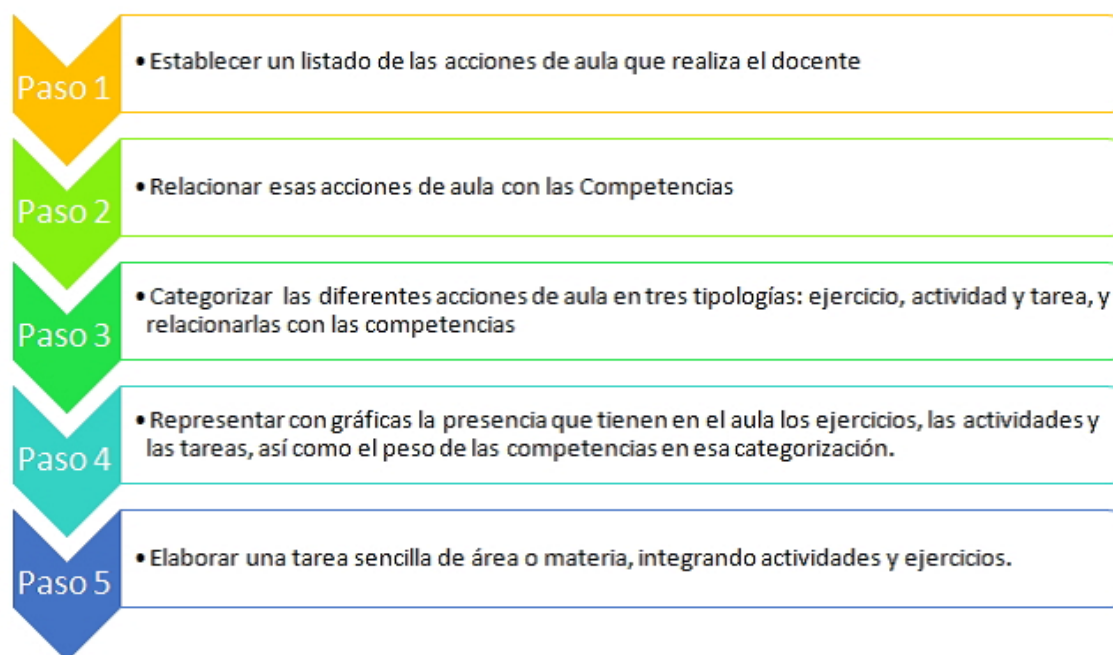 Paso 1
• Establecer un listado de las acciones de aula que realiza el docente
Paso 2
• Relacionar esas acciones de aula con las Competencias
Paso 3
• Categorizar las diferentes acciones de aula en tres tipologías: ejercicio, actividad y tarea, y
relacionarlas con las competencias
Paso 4
• Representar con gráficas la presencia que tienen en el aula los ejercicios, las actividades y
las tareas, así como el peso de las competencias en esa categorización.
Paso 5
• Elaborar una tarea sencilla de área o materia, integrando actividades y ejercicios.